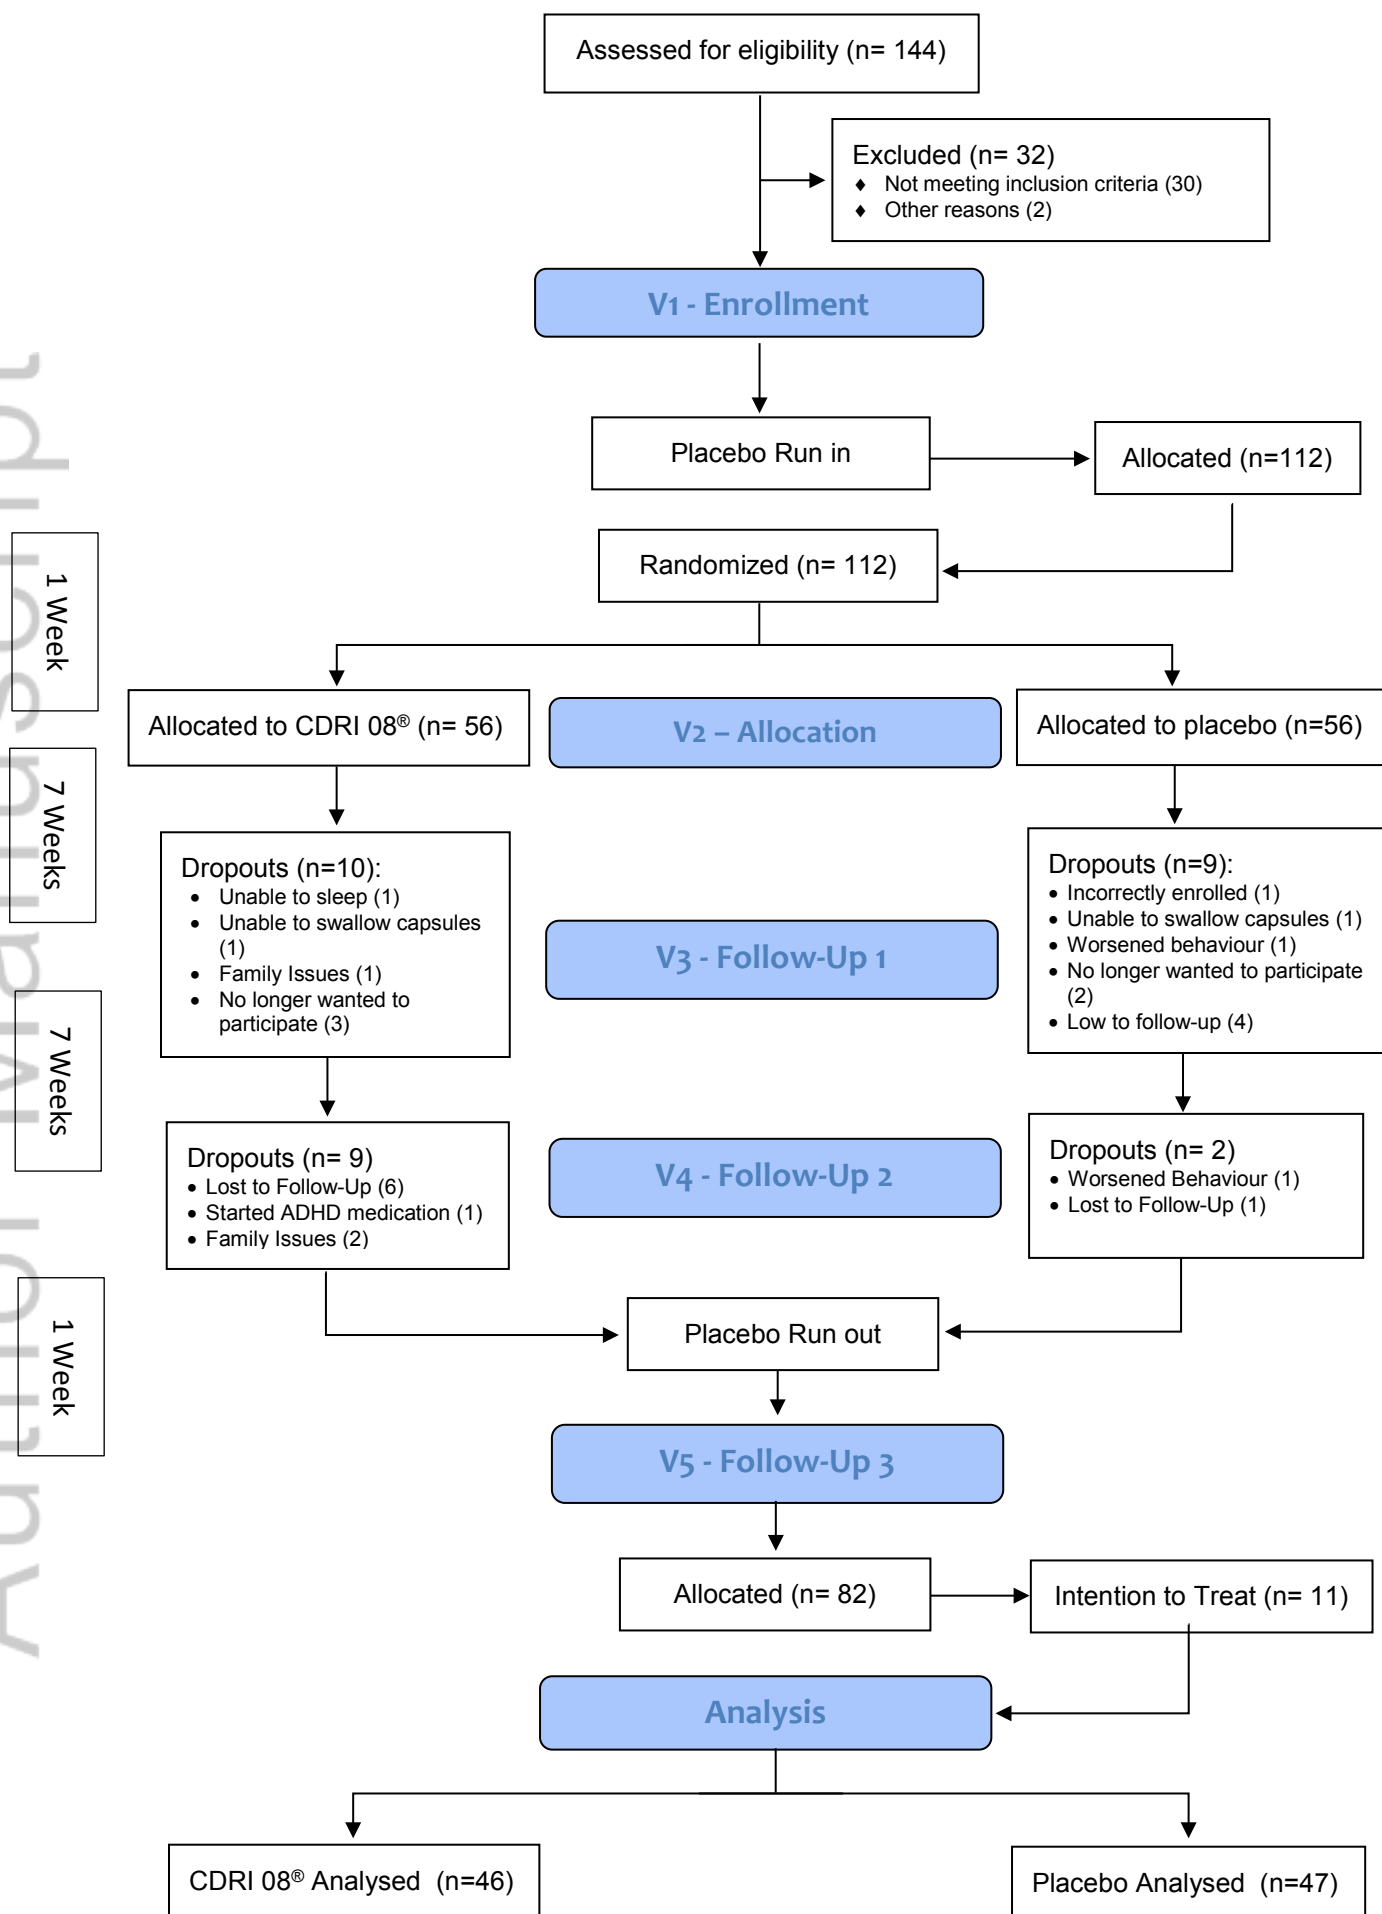 Assessed for eligibility (n= 144)
Excluded (n= 32)
♦ Not meeting inclusion criteria (30)
♦ Other reasons (2)
V1 - Enrollment
Placebo Run in
Allocated (n=112)
Randomized (n= 112)
1 Week
Allocated to CDRI 08® (n= 56)
V2 – Allocation
Allocated to placebo (n=56)
7 Weeks
Dropouts (n=10):
• Unable to sleep (1)
• Unable to swallow capsules
(1)
• Family Issues (1)
• No longer wanted to
participate (3)
V3 - Follow-Up 1
Dropouts (n=9):
• Incorrectly enrolled (1)
• Unable to swallow capsules (1)
• Worsened behaviour (1)
• No longer wanted to participate
(2)
• Low to follow-up (4)
7 Weeks
Dropouts (n= 9)
• Lost to Follow-Up (6)
• Started ADHD medication (1)
• Family Issues (2)
V4 - Follow-Up 2
Dropouts (n= 2)
• Worsened Behaviour (1)
• Lost to Follow-Up (1)
1 Week
Placebo Run out
V5 - Follow-Up 3
Allocated (n= 82)
Intention to Treat (n= 11)
Analysis
CDRI 08® Analysed (n=46)
Placebo Analysed (n=47)
Author Manuscript